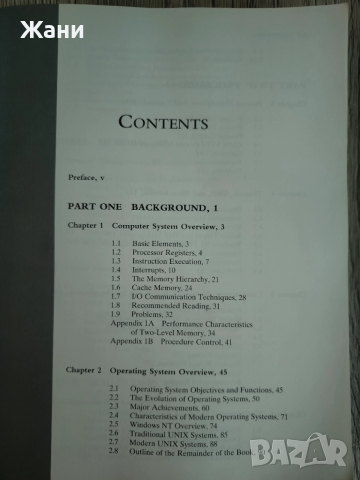 Жани
CONTENTS
Preface, v
PART ONE BACKGROUND, 1
Chapter 1 Computer System Overview, 3
1.1 Basic Elements, 3
1.2 Processor Registers, 4
1.3 Instruction Execution, 7
1.4 Interrupts, 10
1.5 The Memory Hierarchy, 21
1.6 Cache Memory, 24
1.7 I/O Communication Techniques, 28
1.8 Recommended Reading, 31
1.9 Problems, 32
Appendix 1A Performance Characteristics
of Two-Level Memory, 34
Appendix 1B Procedure Control, 41
Chapter 2 Operating System Overview, 45
2.1 Operating System Objectives and Functions, 45
2.2 The Evolution of Operating Systems, 50
2.3 Major Achievements, 60
2.4 Characteristics of Modern Operating Systems, 71
2.5 Windows NT Overview, 74
2.6 Traditional UNIX Systems, 85
2.7 Modern UNIX Systems, 88
2.8 Outline of the Remainder of the Book,
BAZAR